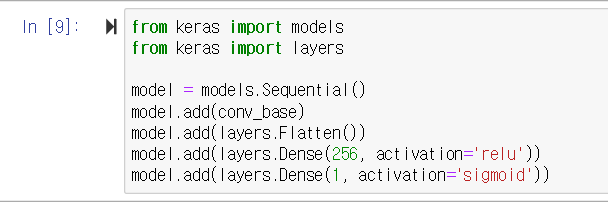 In [9]:
from keras import models
from keras import layers

model = models.Sequential()
model.add(conv_base)
model.add(layers.Flatten())
model.add(layers.Dense(256, activation='relu'))
model.add(layers.Dense(1, activation='sigmoid'))